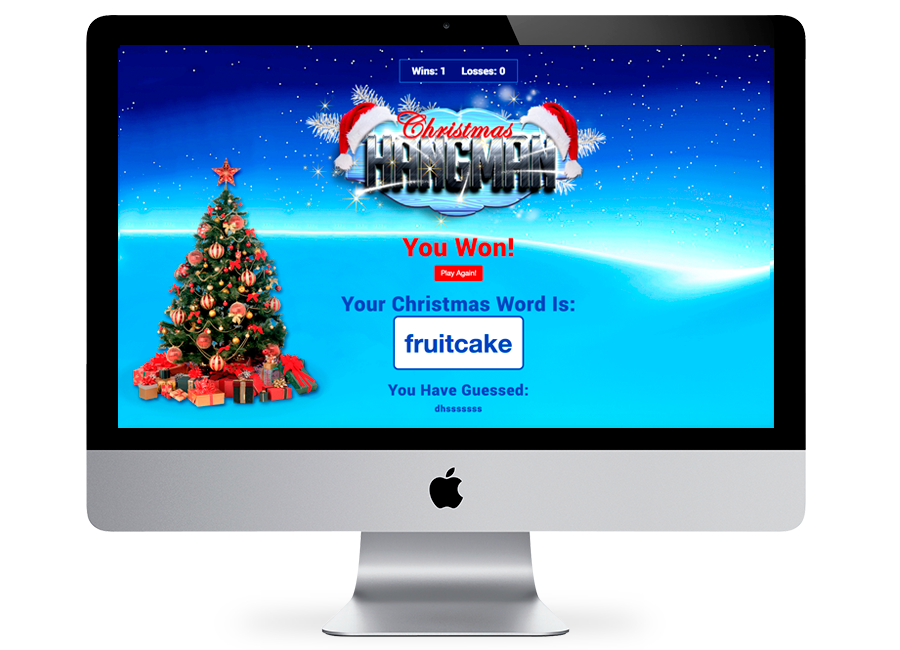 Wins: 1 Losses: 0
Christmas
HANGMAN
You Won!
Play Again!
Your Christmas Word Is:
fruitcake
You Have Guessed:
dhsssssss